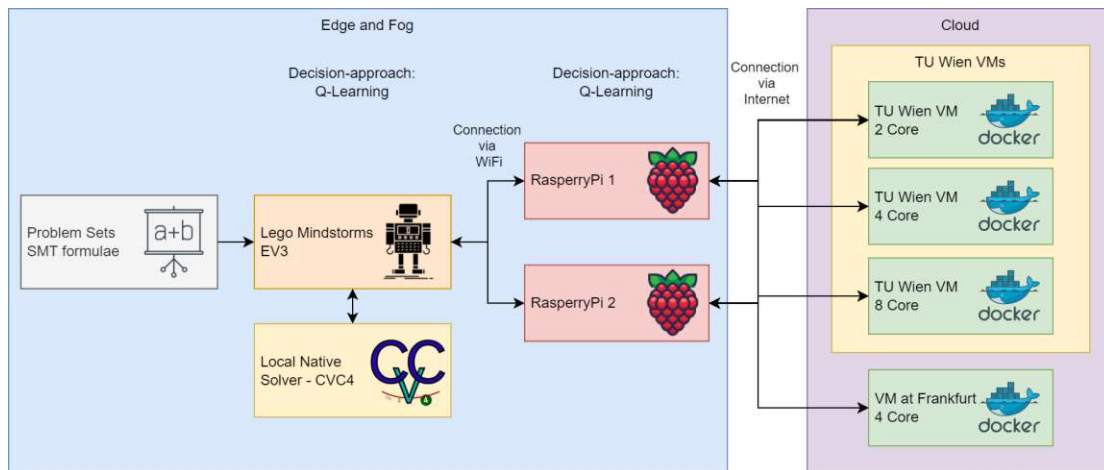 Edge and Fog
Cloud
Decision-approach:
Q-Learning
Decision-approach:
Q-Learning
Connection
via
Internet
Connection
via
WiFi
TU Wien VMs
TU Wien VM
2 Core
docker
RasperryPi 1
TU Wien VM
4 Core
docker
Problem Sets
SMT formulae
a+b
Lego Mindstorms
EV3
RasperryPi 2
TU Wien VM
8 Core
docker
Local Native
Solver - CVC4
CVC
4
VM at Frankfurt
4 Core
docker